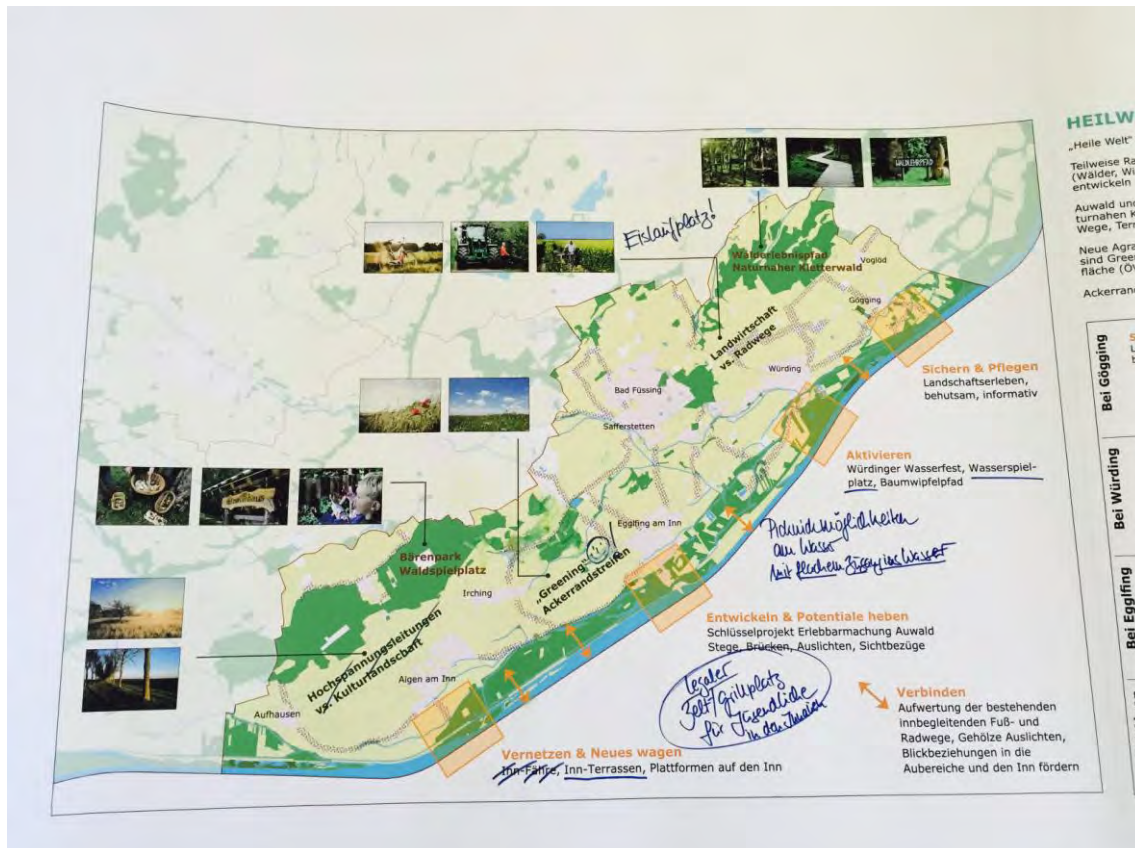 WALDLEHRPFAD
Eislaufplatz!
Walderlebnispfad
Naturnaher Kletterwald
Voglöd
Gögging
Landwirtschaft
vs. Radwege
Würding
Bad Füssing
Safferstetten
Egglfing am Inn
Bärenpark
Waldspielplatz
Irching
„Greening“
Ackerrandstreifen
Hochspannungsleitungen
vs. Kulturlandschaft
Aigen am Inn
Aufhausen
Sichern & Pflegen
Landschaftserleben,
behutsam, informativ
Aktivieren
Würdinger Wasserfest, Wasserspiel-
platz, Baumwipfelpfad
Picknickmöglichkeiten
am Wasser
mit flachem Zugang ins Wasser
Entwickeln & Potentiale heben
Schlüsselprojekt Erlebbarmachung Auwald
Stege, Brücken, Auslichten, Sichtbezüge
legaler
Zelt/Grillplatz
für Jugendliche
in den Innauen
Verbinden
Aufwertung der bestehenden
innbegleitenden Fuß- und
Radwege, Gehölze Auslichten,
Blickbeziehungen in die
Aubereiche und den Inn fördern
Vernetzen & Neues wagen
Inn-Fähre, Inn-Terrassen, Plattformen auf den Inn
HEILW
„Heile Welt“
Teilweise Ra
(Wälder, Wi
entwickeln
Auwald und
turnahen K
Wege, Terr
Neue Agra
sind Green
fläche (Öv
Ackerrand
Bei Gögging
Bei Würding
Bei Egglfing